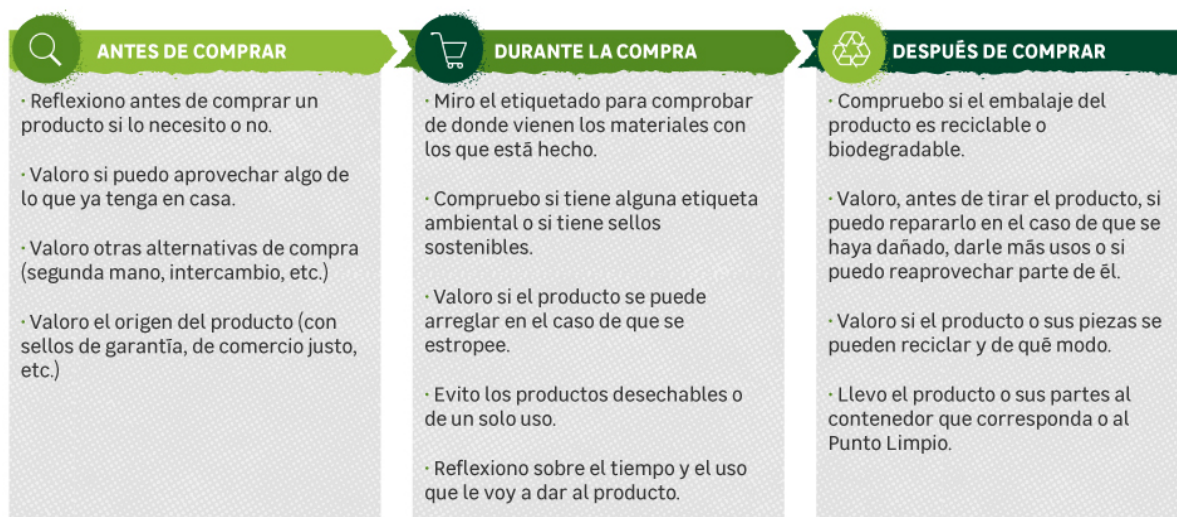 ANTES DE COMPRAR
· Reflexiono antes de comprar un
producto si lo necesito o no.
· Valoro si puedo aprovechar algo de
lo que ya tenga en casa.
· Valoro otras alternativas de compra
(segunda mano, intercambio, etc.)
· Valoro el origen del producto (con
sellos de garantía, de comercio justo,
etc.)
DURANTE LA COMPRA
· Miro el etiquetado para comprobar
de donde vienen los materiales con
los que está hecho.
· Compruebo si tiene alguna etiqueta
ambiental o si tiene sellos
sostenibles.
· Valoro si el producto se puede
arreglar en el caso de que se
estropee.
· Evito los productos desechables o
de un solo uso.
· Reflexiono sobre el tiempo y el uso
que le voy a dar al producto.
DESPUÉS DE COMPRAR
· Compruebo si el embalaje del
producto es reciclable o
biodegradable.
· Valoro, antes de tirar el producto, si
puedo repararlo en el caso de que se
haya dañado, darle más usos o si
puedo reaprovechar parte de él.
· Valoro si el producto o sus piezas se
pueden reciclar y de qué modo.
· Llevo el producto o sus partes al
contenedor que corresponda o al
Punto Limpio.